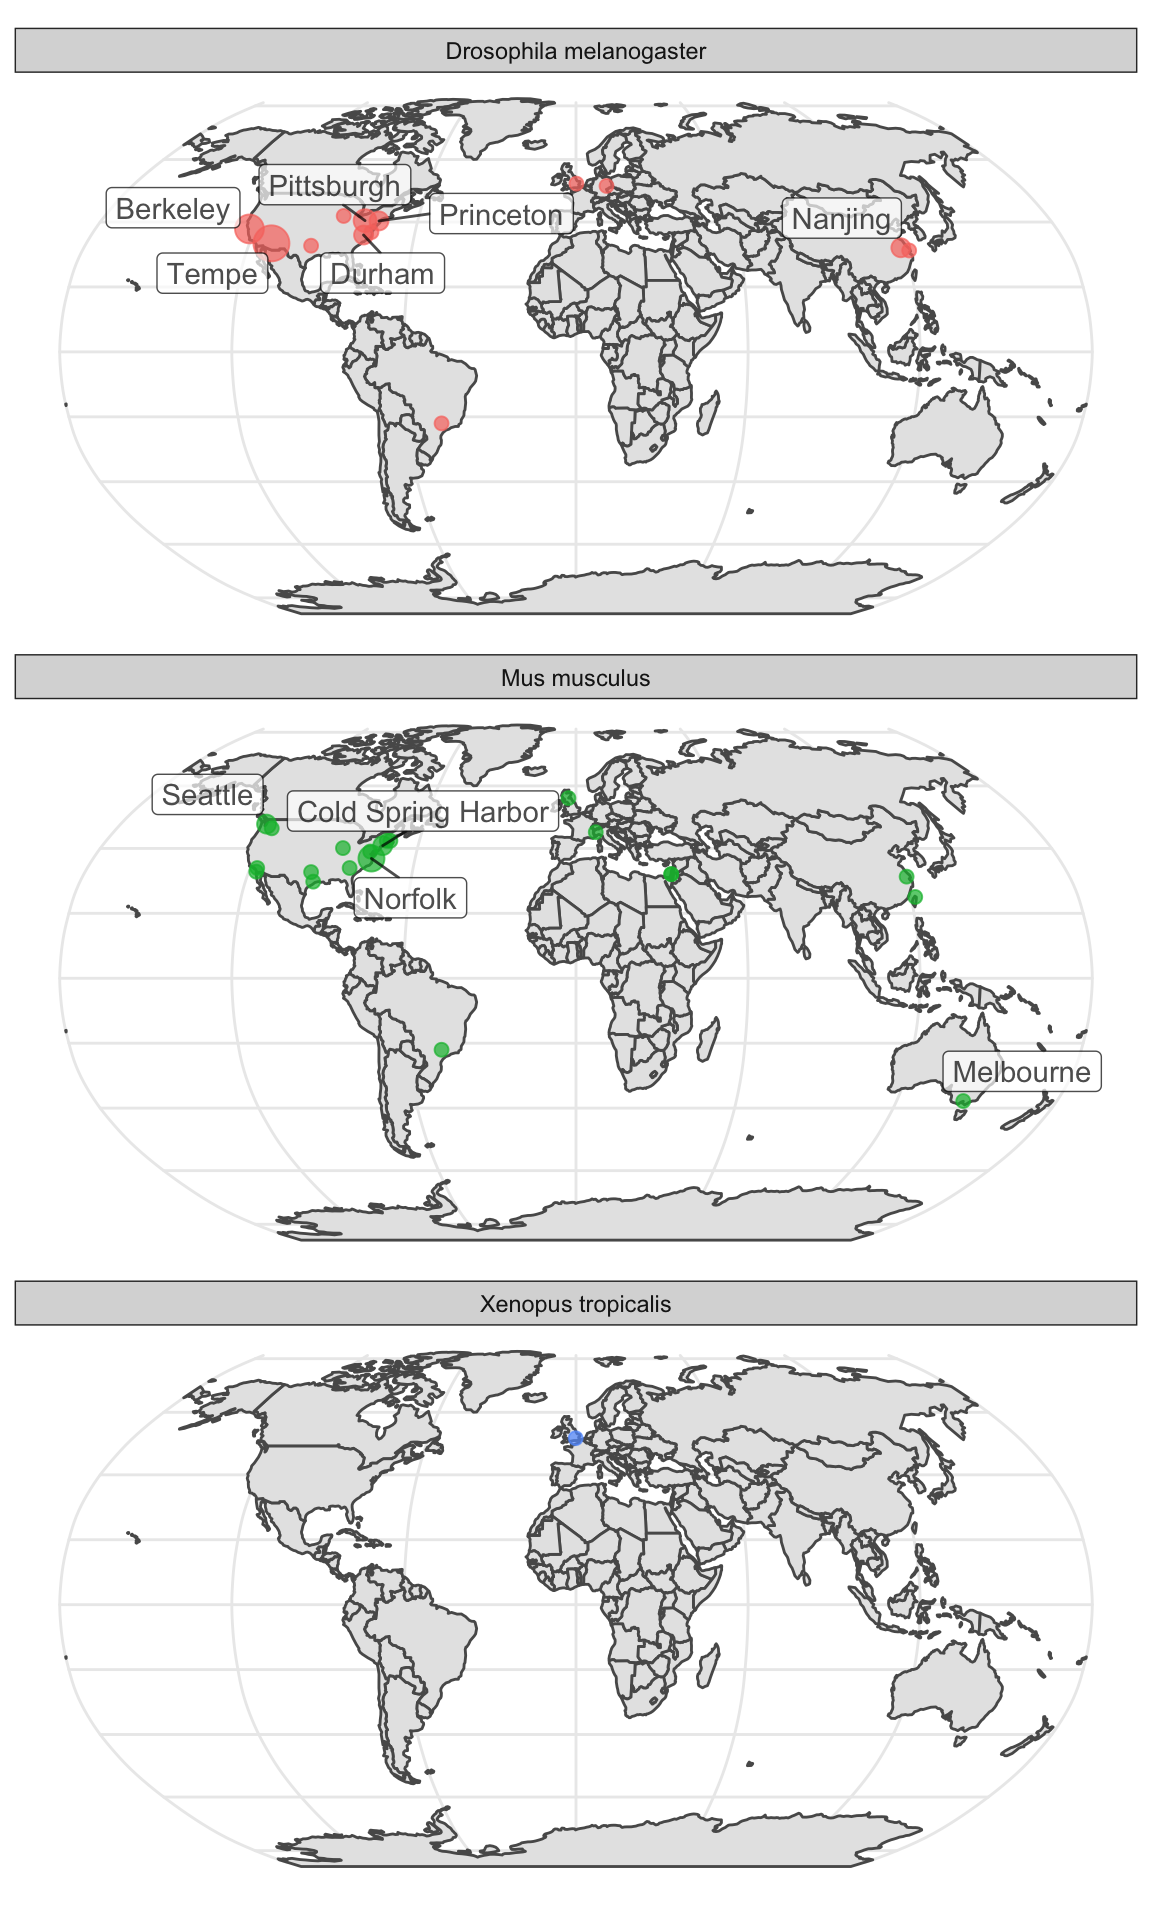 Drosophila melanogaster
Pittsburgh
Berkeley
Princeton
Nanjing
Tempe
Durham
Mus musculus
Seattle
Cold Spring Harbor
Norfolk
Melbourne
Xenopus tropicalis